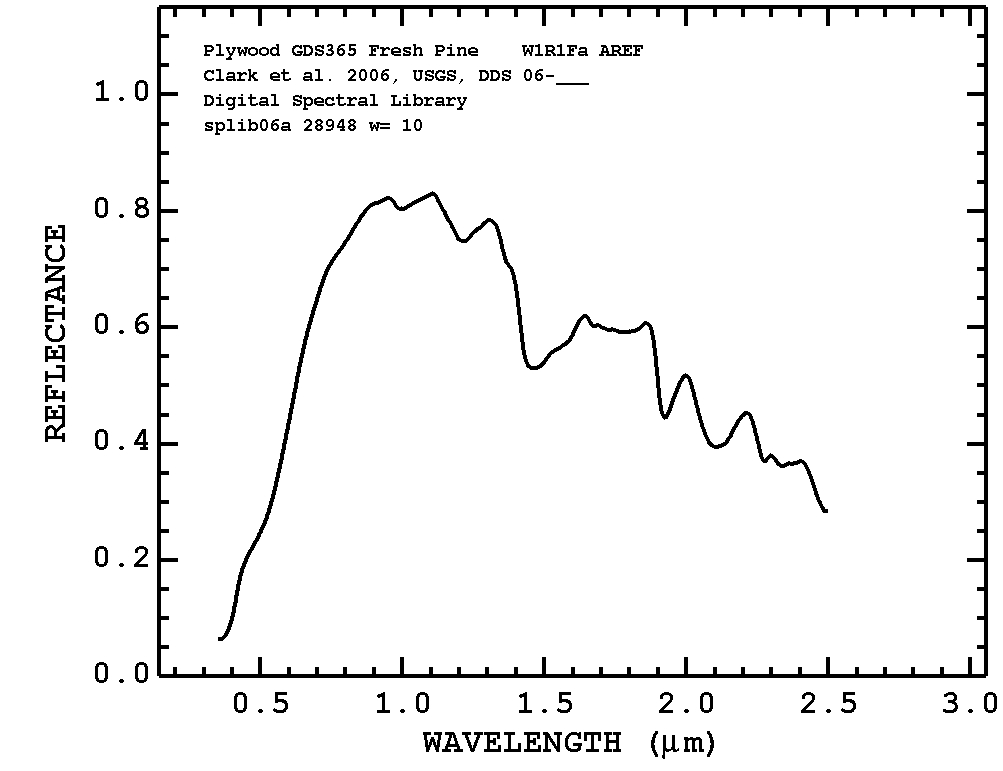 Plywood GDS365 Fresh Pine    W1R1Fa AREF
Clark et al. 2006, USGS, DDS 06-___
Digital Spectral Library
splib06a 28948 w= 10
1.0
0.8
0.6
0.4
0.2
0.0
REFLECTANCE
0.5 1.0 1.5 2.0 2.5 3.0
WAVELENGTH (μm)